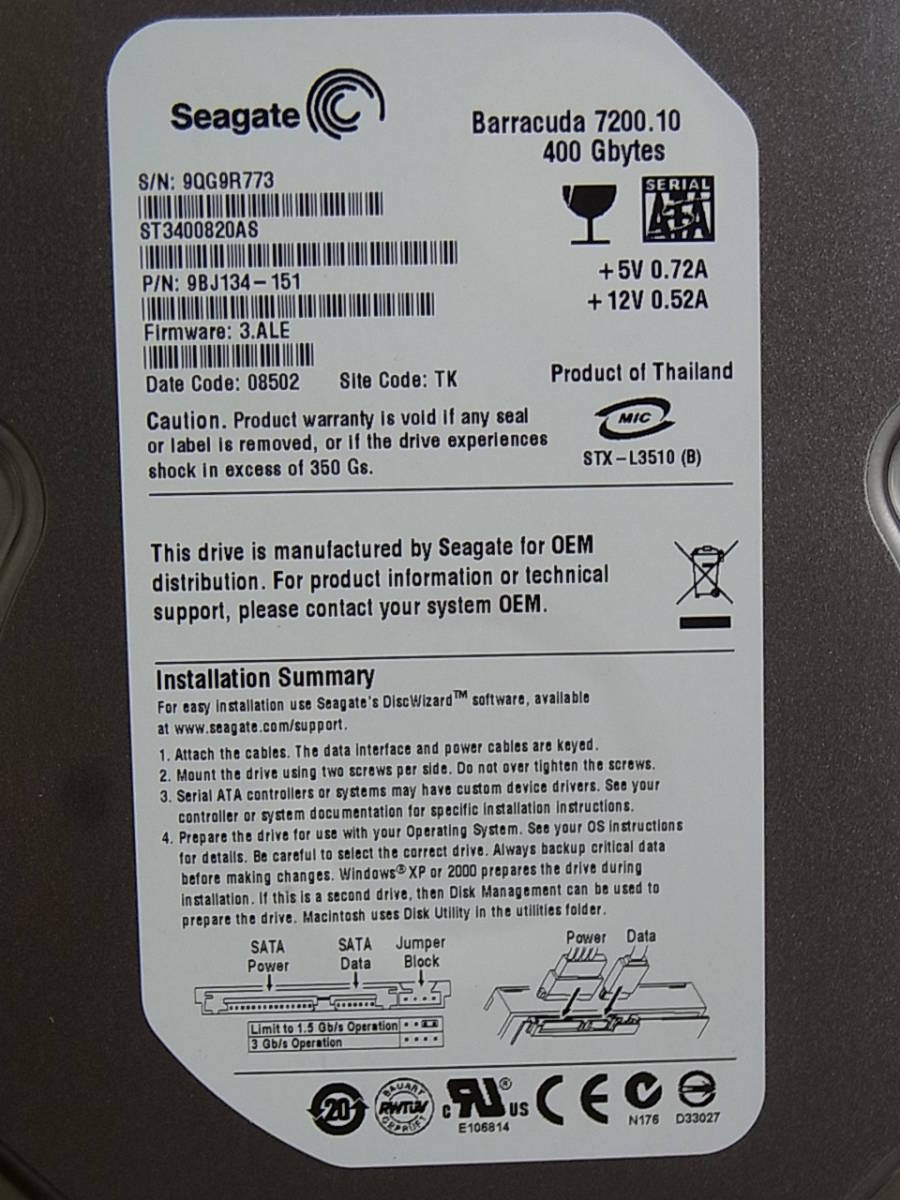 Seagate
Barracuda 7200.10
400 Gbytes
S/N: 9QG9R773
ST3400820AS
P/N: 9BJ134-151
Firmware: 3.ALE
Date Code: 08502 Site Code: TK
SERIAL
ATA
+5V 0.72A
+12V 0.52A
Product of Thailand
MIC
STX-L3510 (B)
Caution. Product warranty is void if any seal
or label is removed, or if the drive experiences
shock in excess of 350 Gs.
This drive is manufactured by Seagate for OEM
distribution. For product information or technical
support, please contact your system OEM.
Installation Summary
For easy installation use Seagate's DiscWizard™ software, available
at www.seagate.com/support.
1. Attach the cables. The data interface and power cables are keyed.
2. Mount the drive using two screws per side. Do not over tighten the screws.
3. Serial ATA controllers or systems may have custom device drivers. See your
controller or system documentation for specific installation instructions.
4. Prepare the drive for use with your Operating System. See your OS instructions
for details. Be careful to select the correct drive. Always backup critical data
before making changes. Windows® XP or 2000 prepares the drive during
installation. If this is a second drive, then Disk Management can be used to
prepare the drive. Macintosh uses Disk Utility in the utilities folder.
SATA
Power
SATA
Data
Jumper
Block
Power Data
Limit to 1.5 Gb/s Operation
3 Gb/s Operation
20
BAUART
RWTÜV
GEPRÜFT
c RU ® US
E106814
CE
N176
D33027